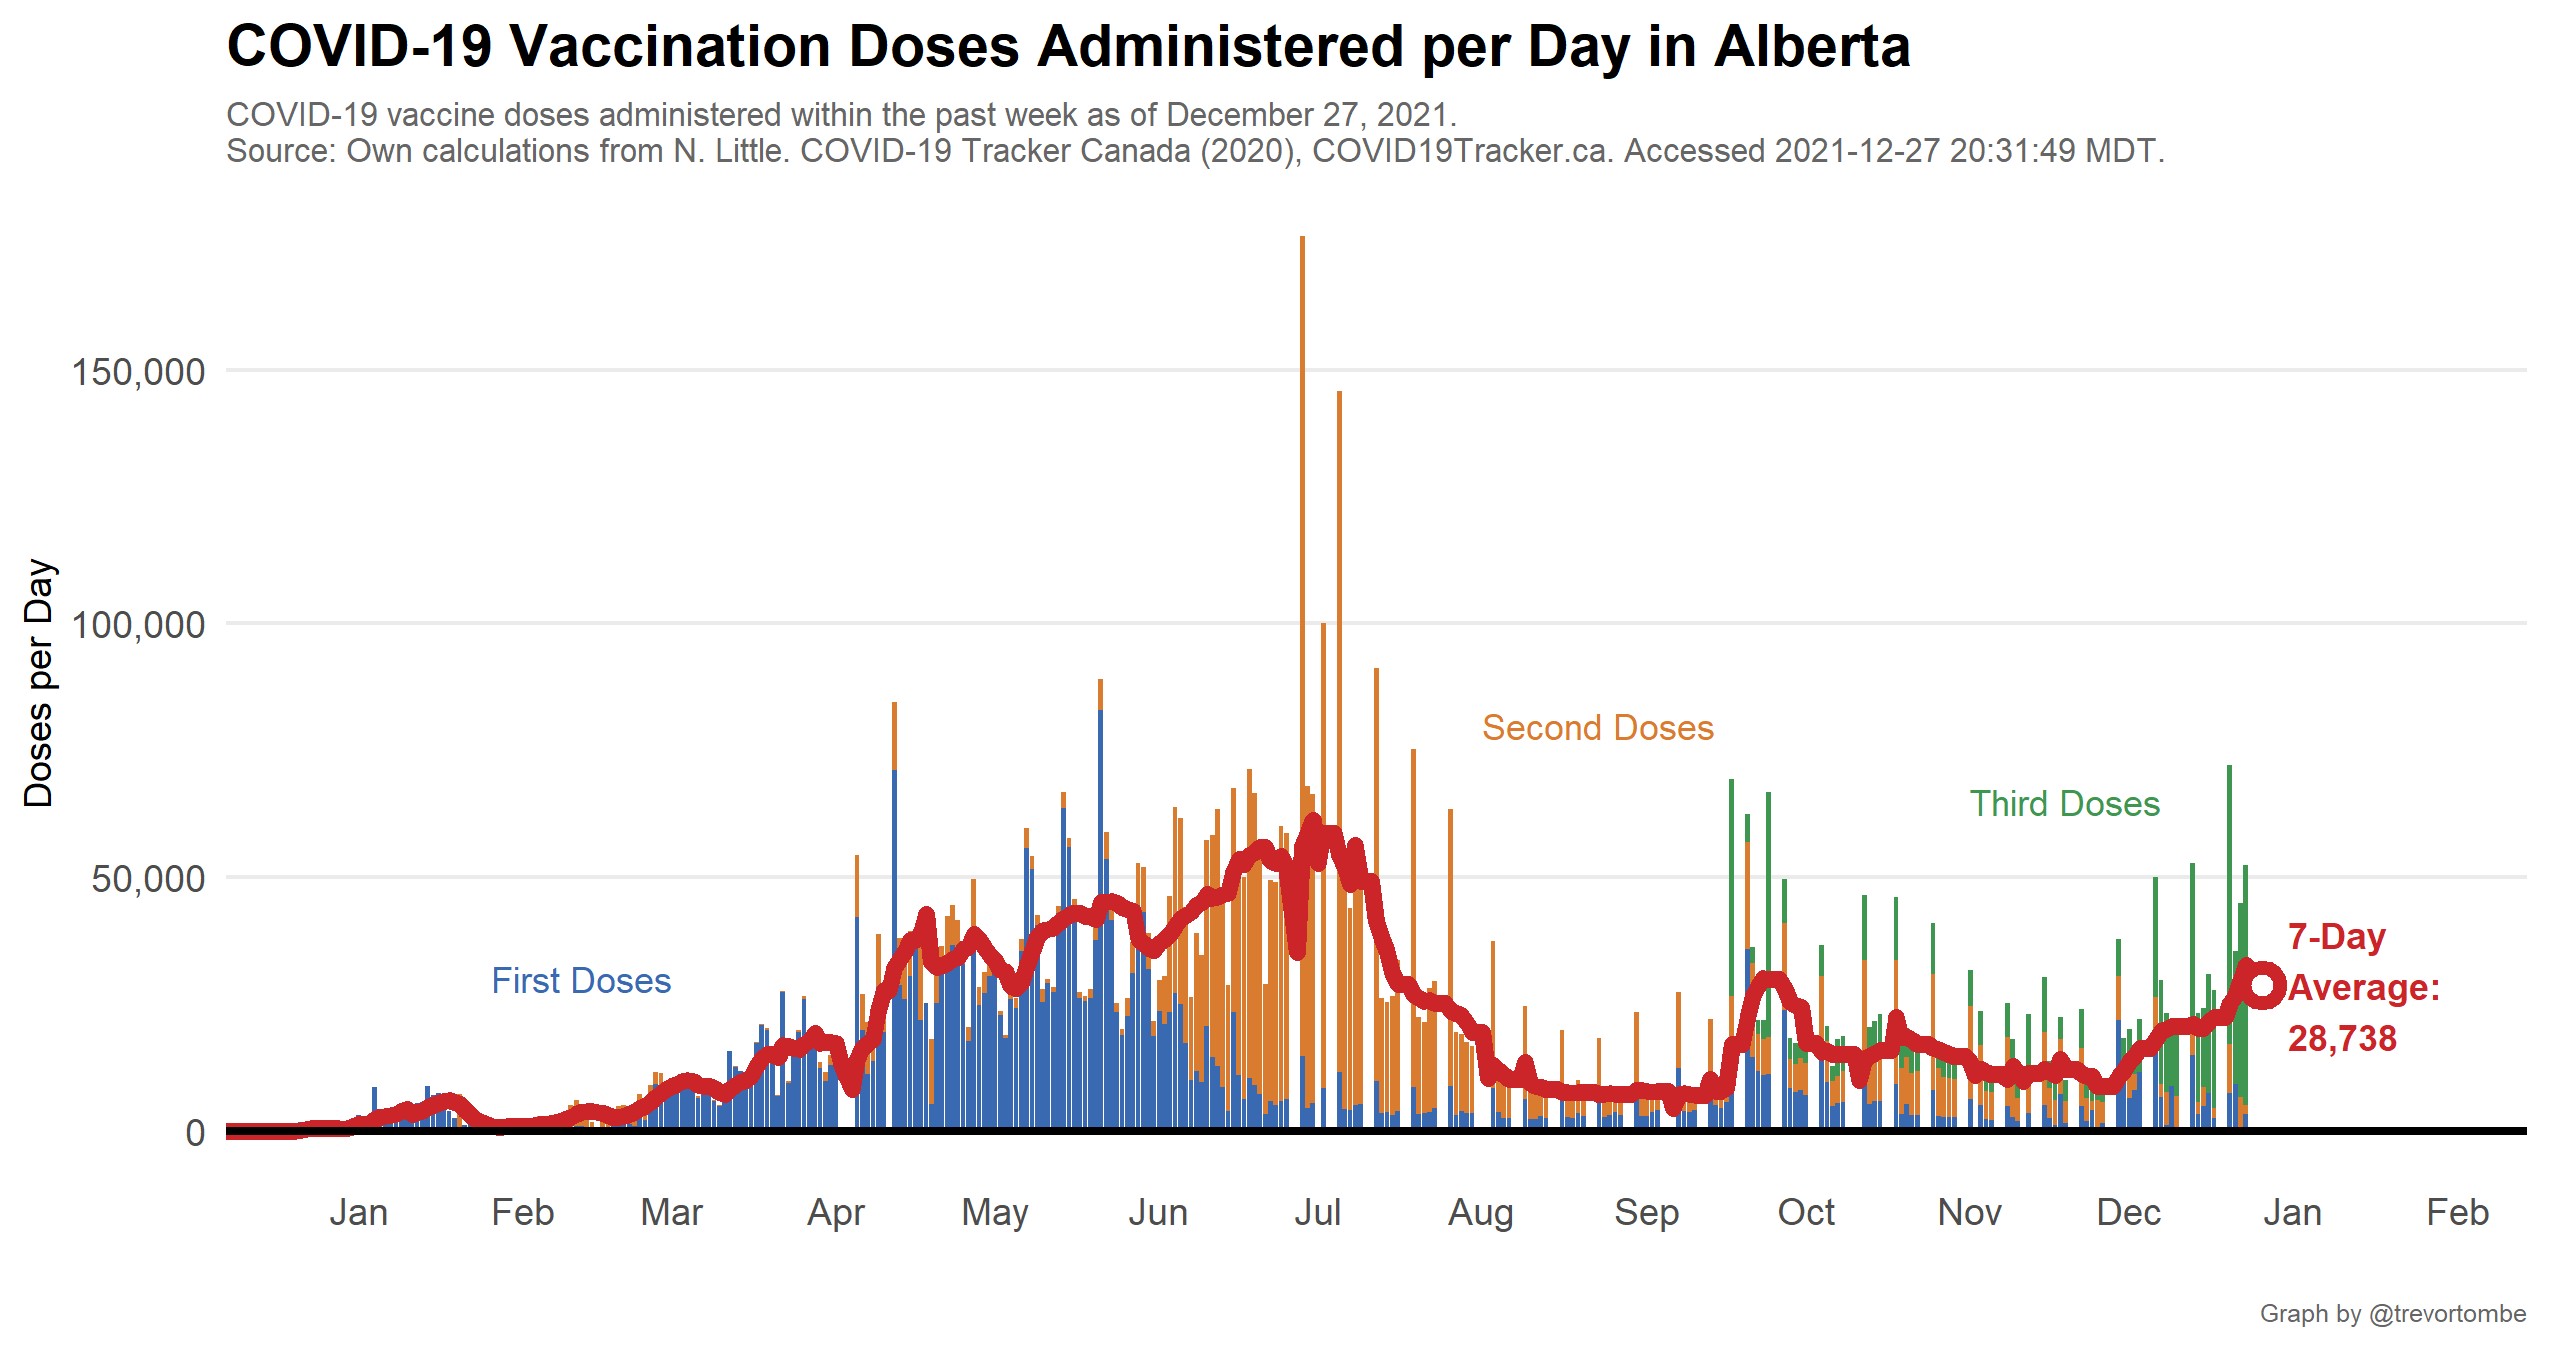 COVID-19 Vaccination Doses Administered per Day in Alberta
COVID-19 vaccine doses administered within the past week as of December 27, 2021.
Source: Own calculations from N. Little. COVID-19 Tracker Canada (2020), COVID19Tracker.ca. Accessed 2021-12-27 20:31:49 MDT.
Doses per Day
150,000
100,000
50,000
0
First Doses
Second Doses
Third Doses
7-Day
Average:
28,738
Jan Feb Mar Apr May Jun Jul Aug Sep Oct Nov Dec Jan Feb
Graph by @trevortombe